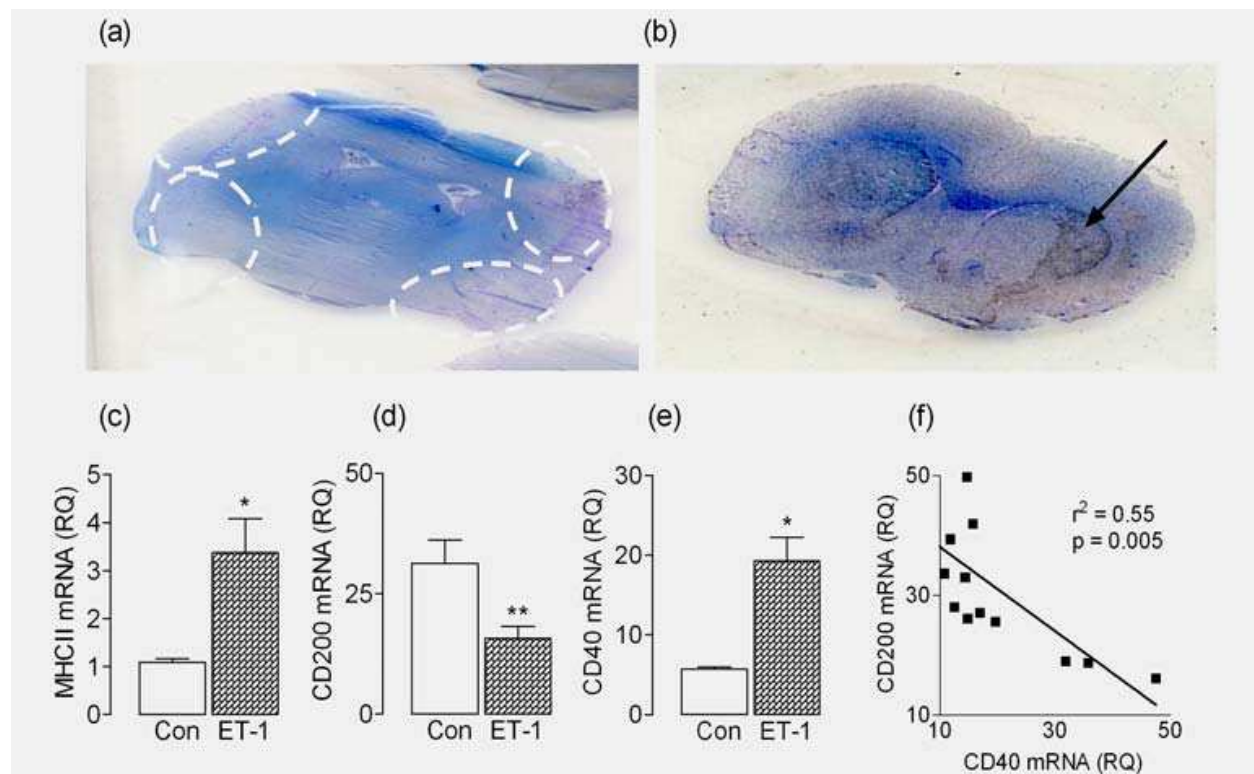 (a)
(b)
(c)
(d)
(e)
(f)
MHCII mRNA (RQ)
5
4
3
2
1
0
*
Con ET-1
CD200 mRNA (RQ)
50
25
0
**
Con ET-1
CD40 mRNA (RQ)
30
20
10
0
*
Con ET-1
CD200 mRNA (RQ)
50
30
10
r² = 0.55
p = 0.005
10 30 50
CD40 mRNA (RQ)